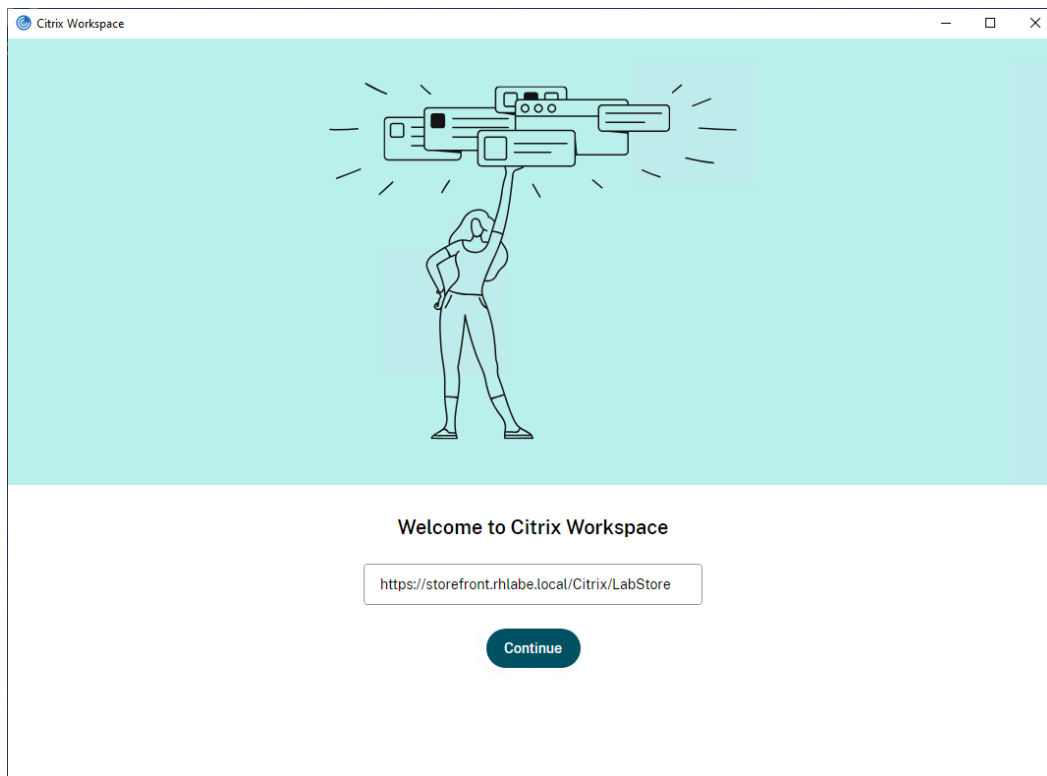 Citrix Workspace
Welcome to Citrix Workspace
https://storefront.rhlabe.local/Citrix/LabStore
Continue